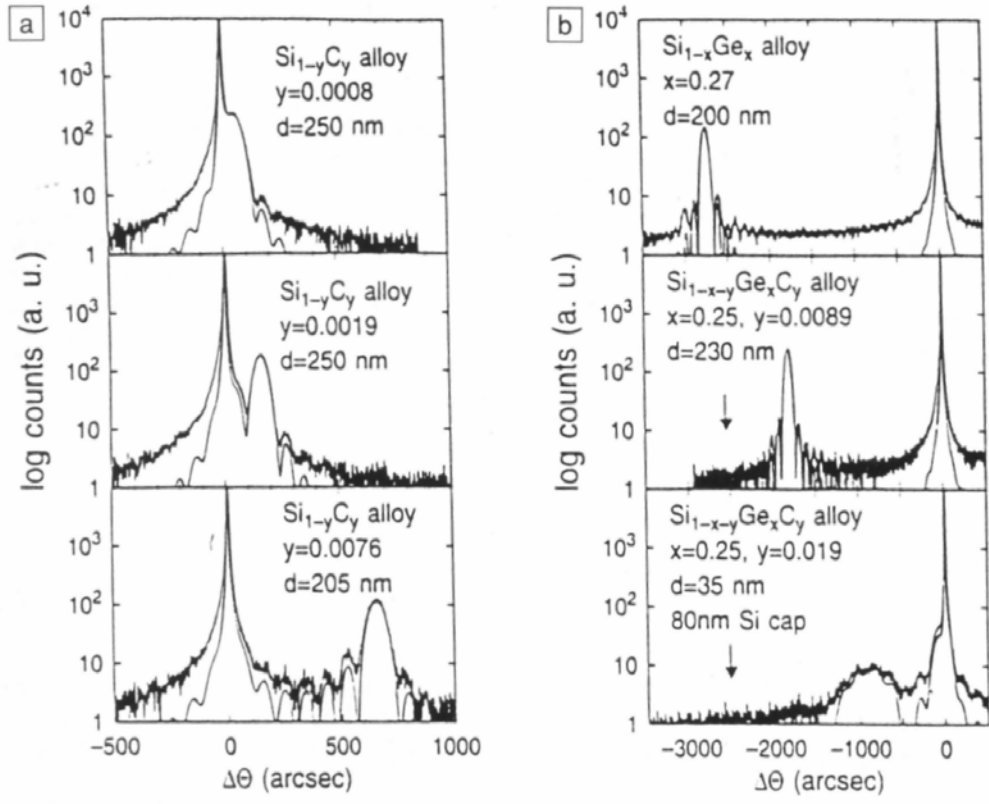 a
log counts (a. u.)
10⁴
10³
10²
10
1
Si₁₋yCy alloy
y=0.0008
d=250 nm
10³
10²
10
1
Si₁₋yCy alloy
y=0.0019
d=250 nm
10³
10²
10
1
Si₁₋yCy alloy
y=0.0076
d=205 nm
−500 0 500 1000
ΔΘ (arcsec)
b
log counts (a. u.)
10⁴
10³
10²
10
1
Si₁₋ₓGeₓ alloy
x=0.27
d=200 nm
10³
10²
10
1
Si₁₋ₓ₋yGeₓCy alloy
x=0.25, y=0.0089
d=230 nm
10³
10²
10
1
Si₁₋ₓ₋yGeₓCy alloy
x=0.25, y=0.019
d=35 nm
80nm Si cap
−3000 −2000 −1000 0
ΔΘ (arcsec)